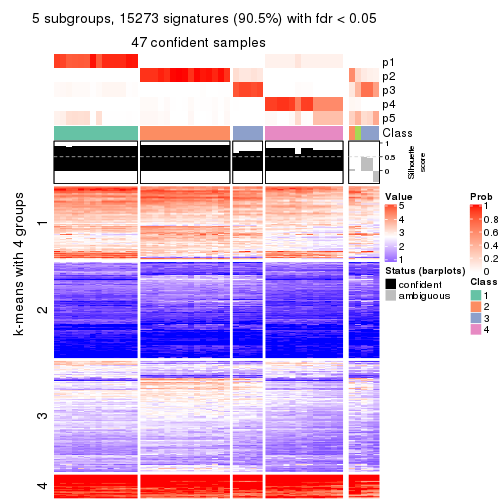 5 subgroups, 15273 signatures (90.5%) with fdr < 0.05
47 confident samples
p1
p2
p3
p4
p5
Class
1
0.5
0
Silhouette
score
k-means with 4 groups
1
2
3
4
Value
5
4
3
2
1
Status (barplots)
confident
ambiguous
Prob
1
0.8
0.6
0.4
0.2
0
Class
1
2
3
4